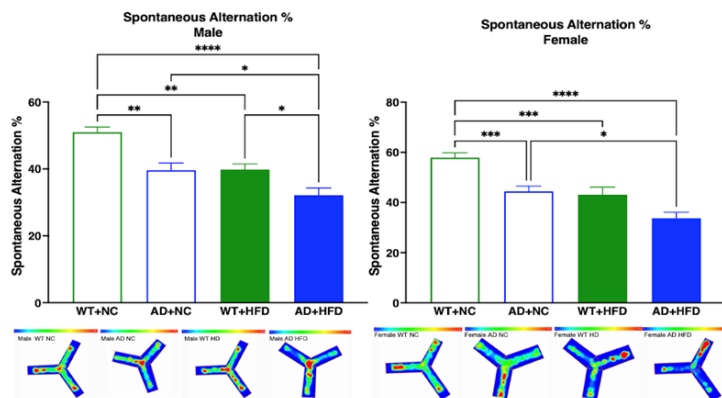 Spontaneous Alternation %
Male
****
*
**
**
*
Spontaneous Alternation %
60
40
20
0
WT+NC AD+NC WT+HFD AD+HFD
Male WT NC
Male AD NC
Male WT HD
Male AD HFD
Spontaneous Alternation %
Female
****
***
***
*
Spontaneous Alternation %
80
60
40
20
0
WT+NC AD+NC WT+HFD AD+HFD
Female WT NC
Female AD NC
Female WT HD
Female AD HFD